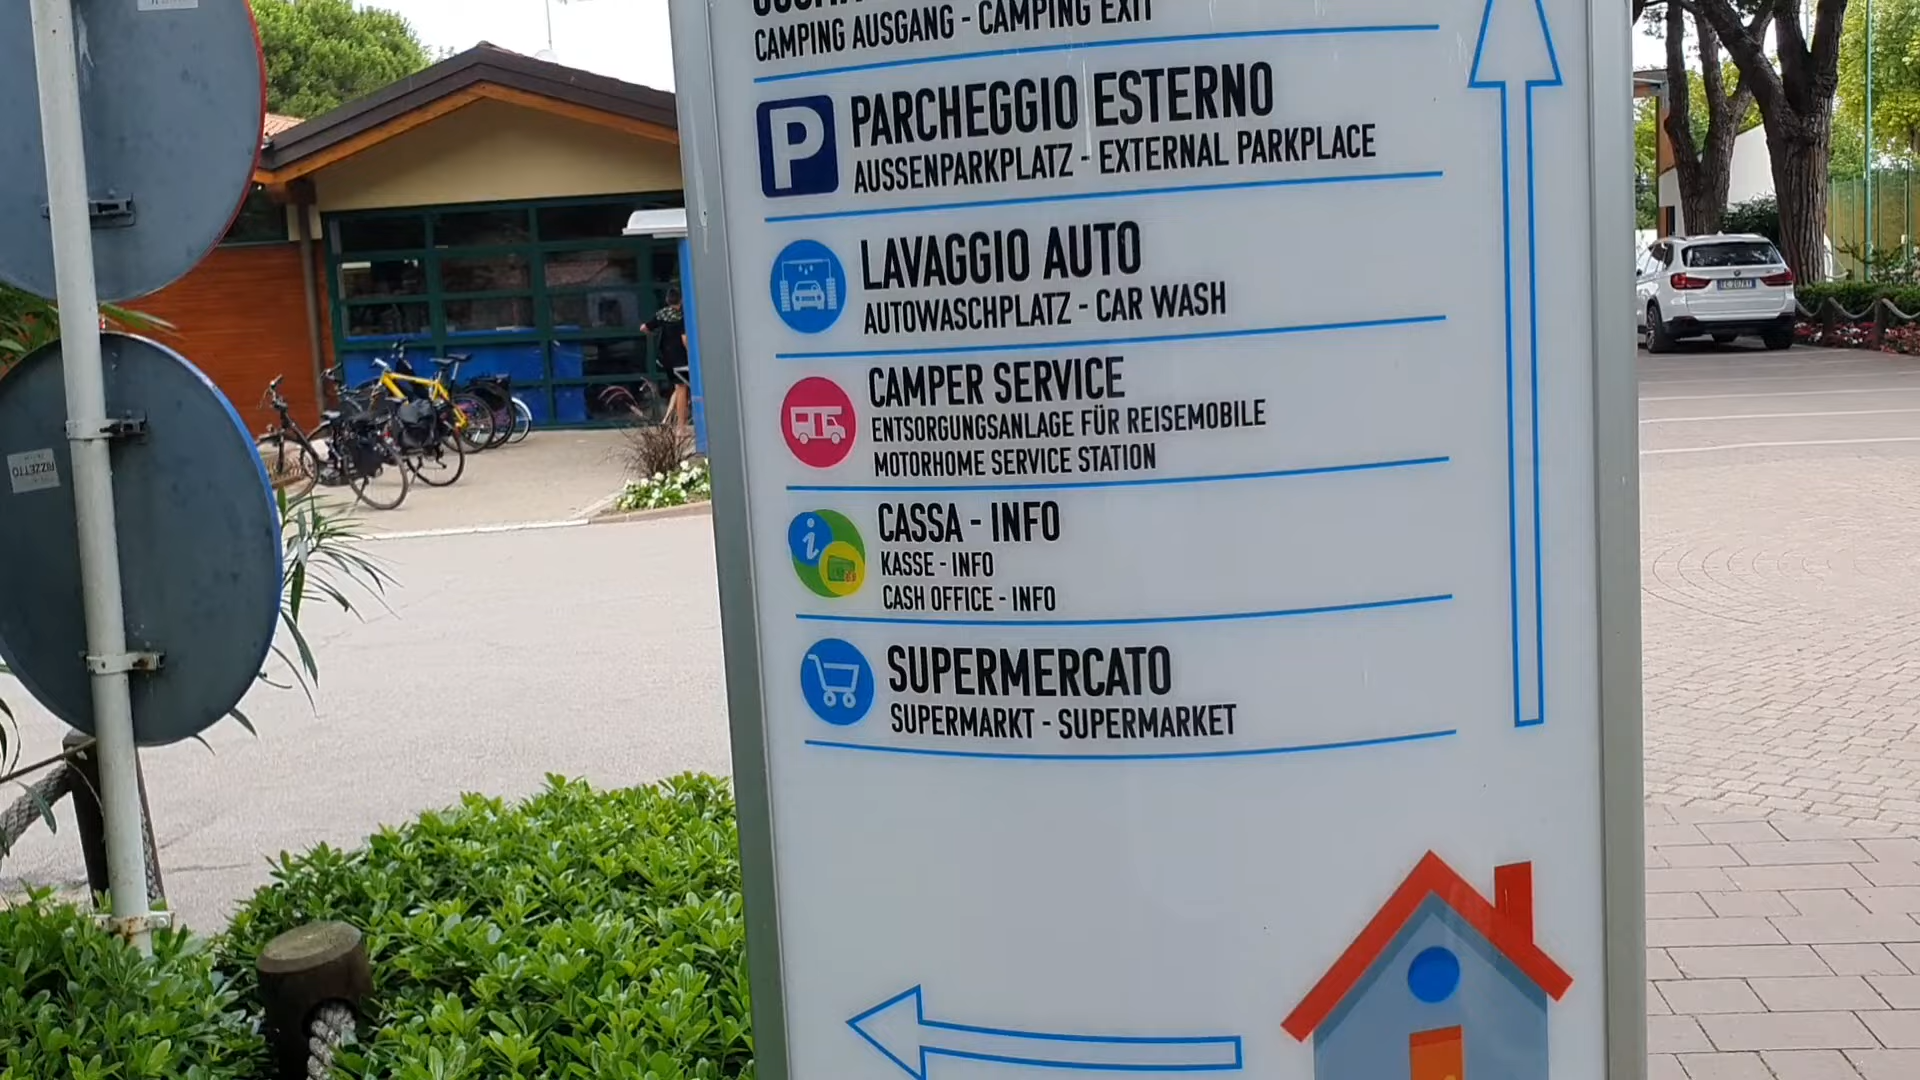 CAMPING AUSGANG - CAMPING EXIT
P PARCHEGGIO ESTERNO
AUSSENPARKPLATZ - EXTERNAL PARKPLACE
LAVAGGIO AUTO
AUTOWASCHPLATZ - CAR WASH
CAMPER SERVICE
ENTSORGUNGSANLAGE FÜR REISEMOBILE
MOTORHOME SERVICE STATION
i CASSA - INFO
KASSE - INFO
CASH OFFICE - INFO
SUPERMERCATO
SUPERMARKT - SUPERMARKET
RIZZETTO